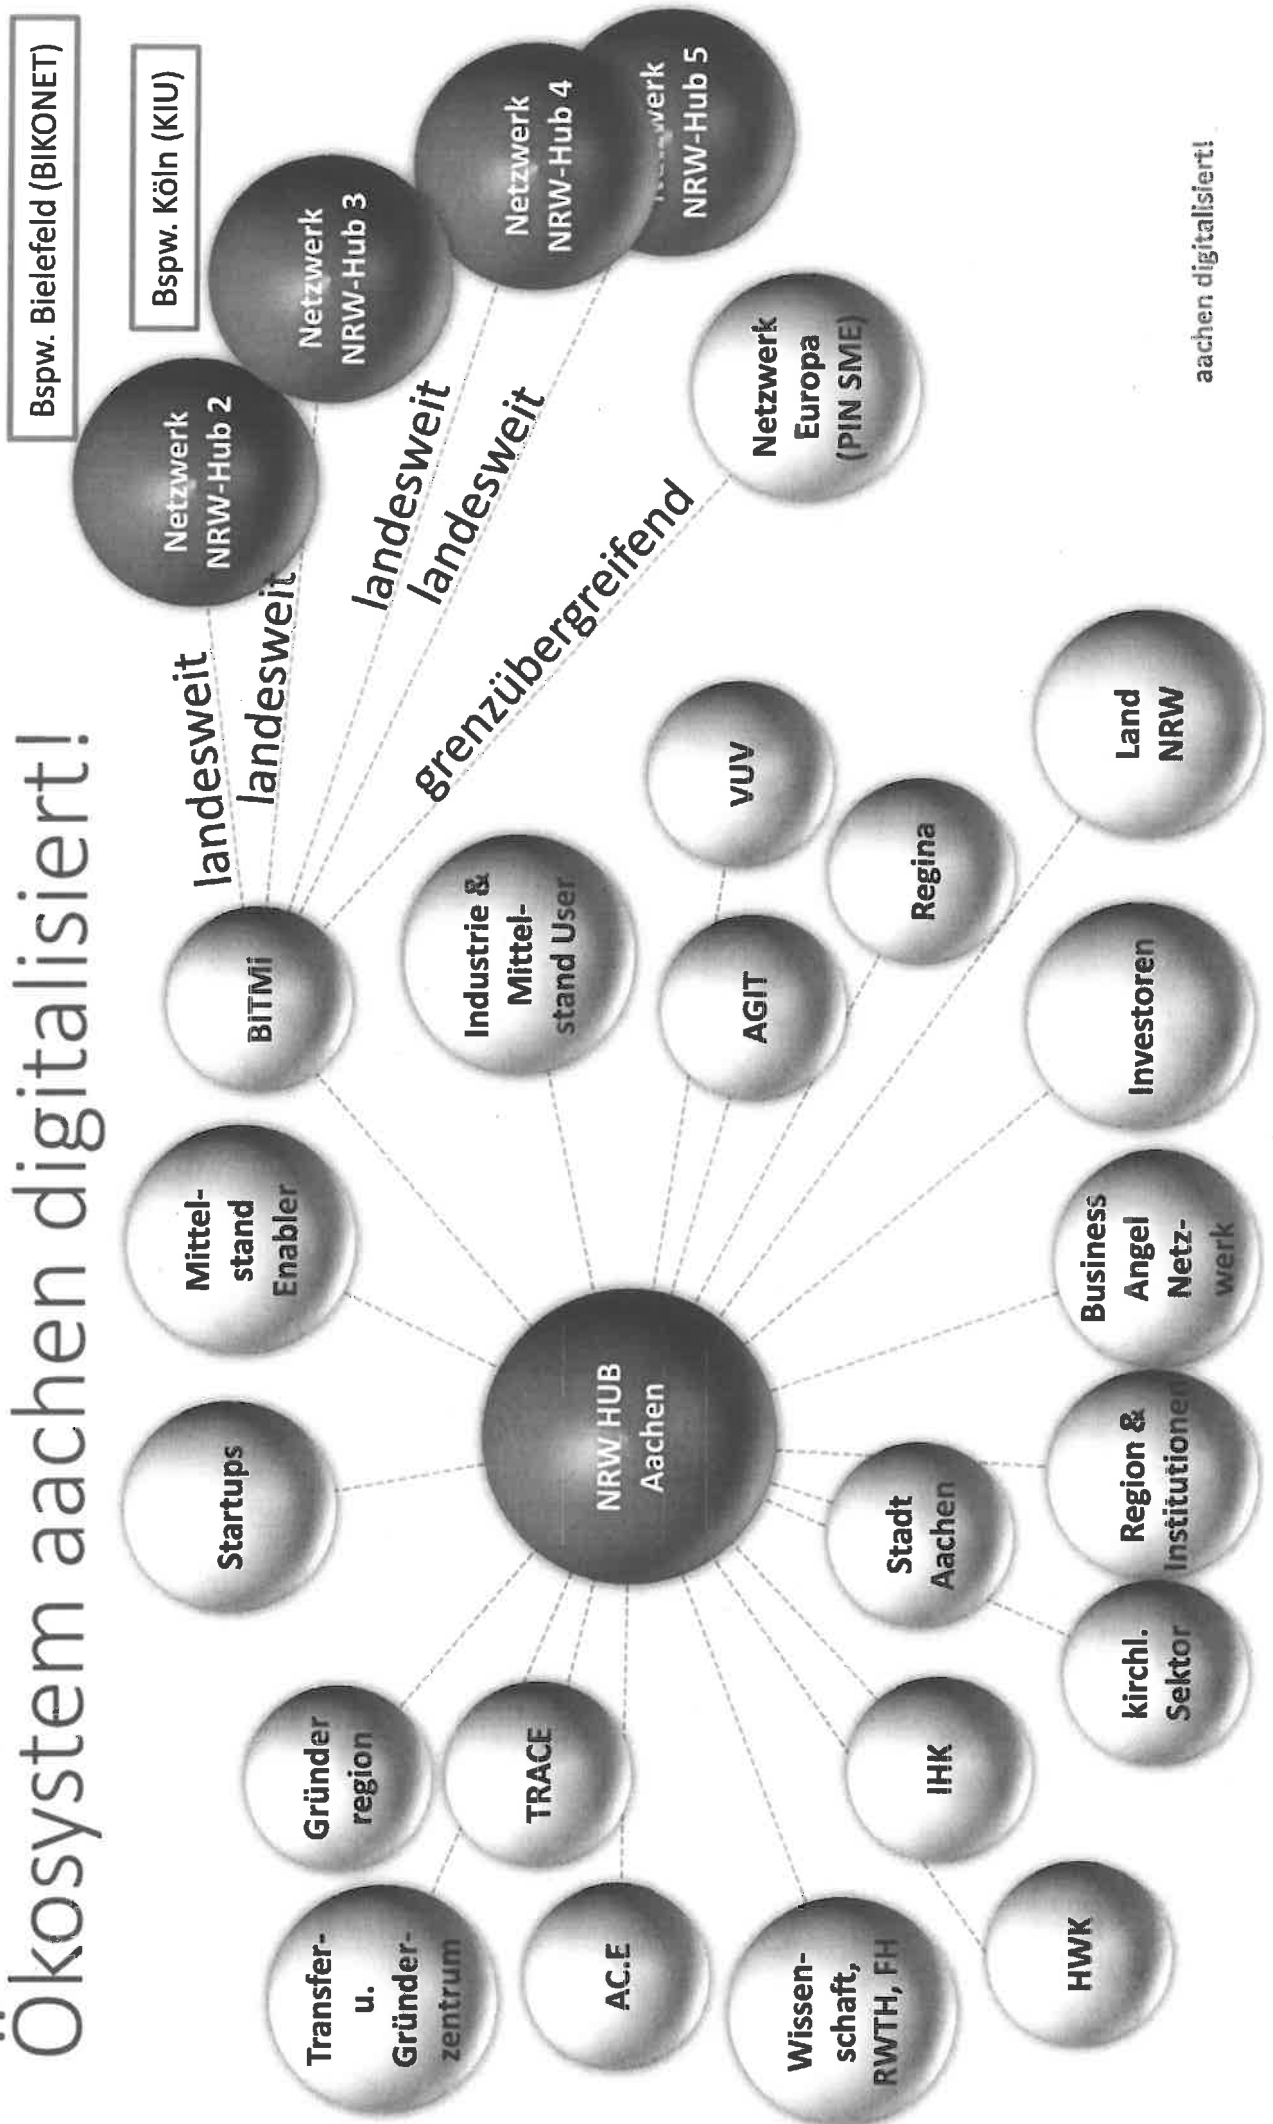 Ökosystem aachen digitalisiert!
Bspw. Bielefeld (BIKONET)
Bspw. Köln (KIU)
Netzwerk
NRW-Hub 2
Netzwerk
NRW-Hub 3
Netzwerk
NRW-Hub 4
NRW-Hub 5
landesweit
landesweit
landesweit
landesweit
grenzübergreifend
Netzwerk
Europa
(PIN SME)
Startups
Mittel-
stand
Enabler
BITMi
Industrie &
Mittel-
stand User
VUV
AGIT
Regina
Land
NRW
Investoren
Business
Angel
Netz-
werk
Region &
Institutionen
Stadt
Aachen
kirchl.
Sektor
IHK
HWK
Wissen-
schaft,
RWTH, FH
AC.E
TRACE
Transfer-
u.
Gründer-
zentrum
Gründer
region
NRW HUB
Aachen
aachen digitalisiert!